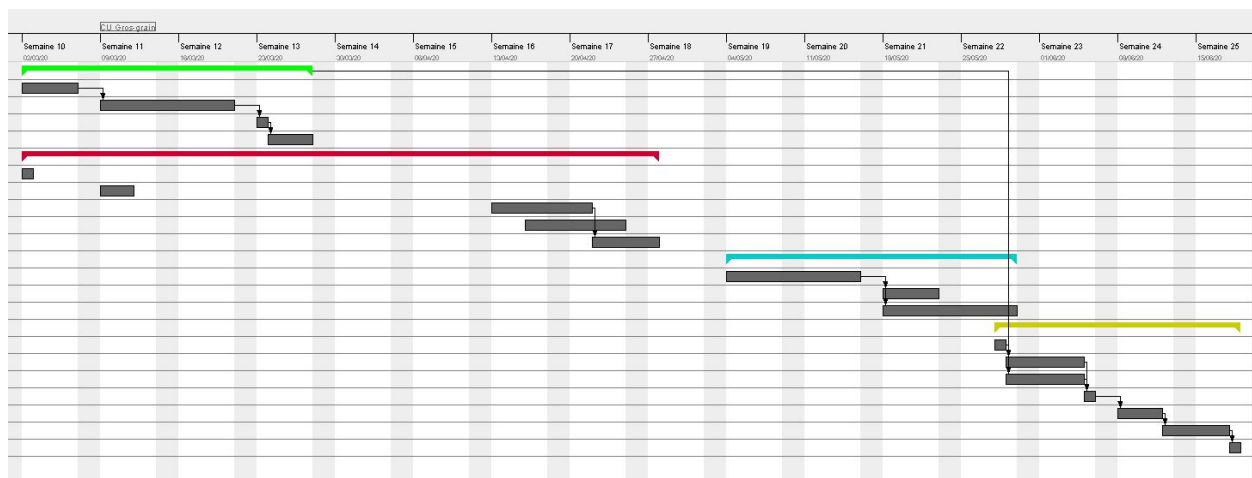 CU Gros-grain
Semaine 10 Semaine 11 Semaine 12 Semaine 13 Semaine 14 Semaine 15 Semaine 16 Semaine 17 Semaine 18 Semaine 19 Semaine 20 Semaine 21 Semaine 22 Semaine 23 Semaine 24 Semaine 25
02/03/20 09/03/20 16/03/20 23/03/20 30/03/20 06/04/20 13/04/20 20/04/20 27/04/20 04/05/20 11/05/20 18/05/20 25/05/20 01/06/20 08/06/20 15/06/20